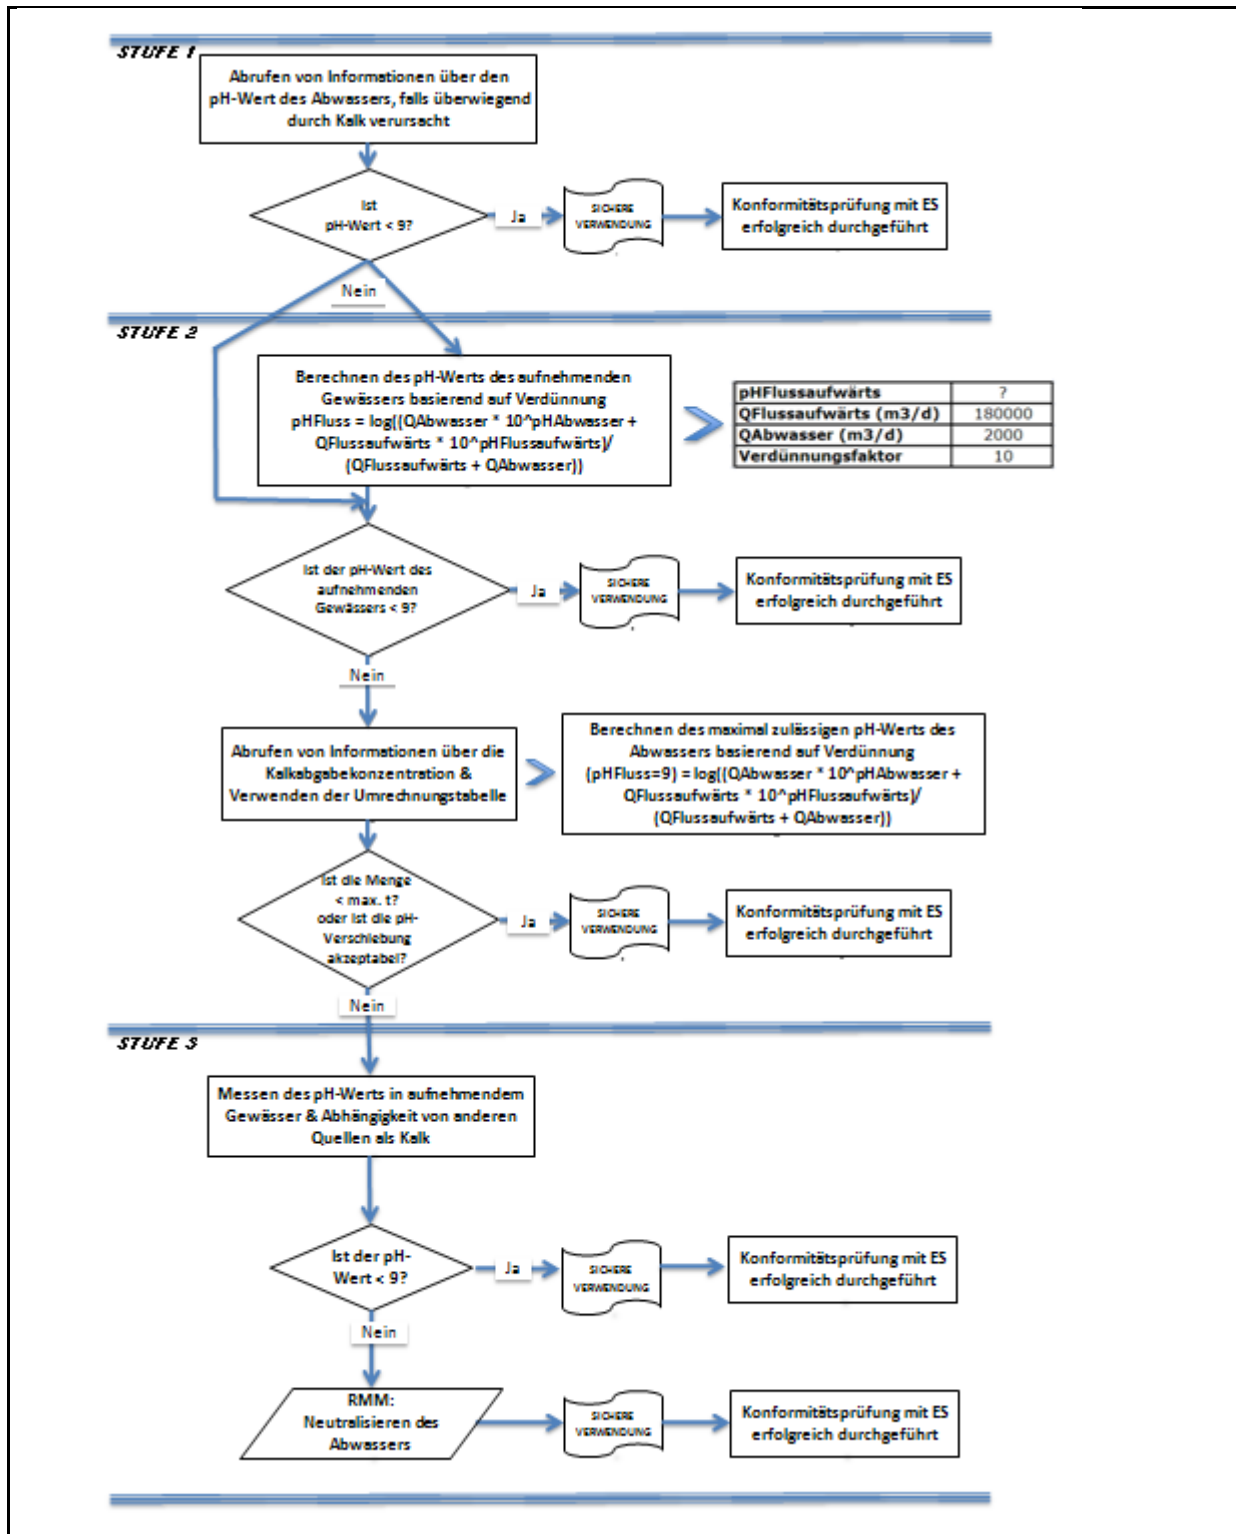 STUFE 1
Abrufen von Informationen über den
pH-Wert des Abwassers, falls überwiegend
durch Kalk verursacht
Ist
pH-Wert < 9?
Ja
SICHERE
VERWENDUNG
Konformitätsprüfung mit ES
erfolgreich durchgeführt
Nein
STUFE 2
Berechnen des pH-Werts des aufnehmenden
Gewässers basierend auf Verdünnung
pHFluss = log((QAbwasser * 10^pHAbwasser +
QFlussaufwärts * 10^pHFlussaufwärts)/
(QFlussaufwärts + QAbwasser))
pHFlussaufwärts ?
QFlussaufwärts (m3/d) 180000
QAbwasser (m3/d) 2000
Verdünnungsfaktor 10
Ist der pH-Wert des
aufnehmenden
Gewässers < 9?
Ja
SICHERE
VERWENDUNG
Konformitätsprüfung mit ES
erfolgreich durchgeführt
Nein
Abrufen von Informationen über die
Kalkabgabekonzentration &
Verwenden der Umrechnungstabelle
Berechnen des maximal zulässigen pH-Werts des
Abwassers basierend auf Verdünnung
(pHFluss=9) = log((QAbwasser * 10^pHAbwasser +
QFlussaufwärts * 10^pHFlussaufwärts)/
(QFlussaufwärts + QAbwasser))
Ist die Menge
< max. t?
oder ist die pH-
Verschiebung
akzeptabel?
Ja
SICHERE
VERWENDUNG
Konformitätsprüfung mit ES
erfolgreich durchgeführt
Nein
STUFE 3
Messen des pH-Werts in aufnehmendem
Gewässer & Abhängigkeit von anderen
Quellen als Kalk
Ist der pH-
Wert < 9?
Ja
SICHERE
VERWENDUNG
Konformitätsprüfung mit ES
erfolgreich durchgeführt
Nein
RMM:
Neutralisieren des
Abwassers
SICHERE
VERWENDUNG
Konformitätsprüfung mit ES
erfolgreich durchgeführt